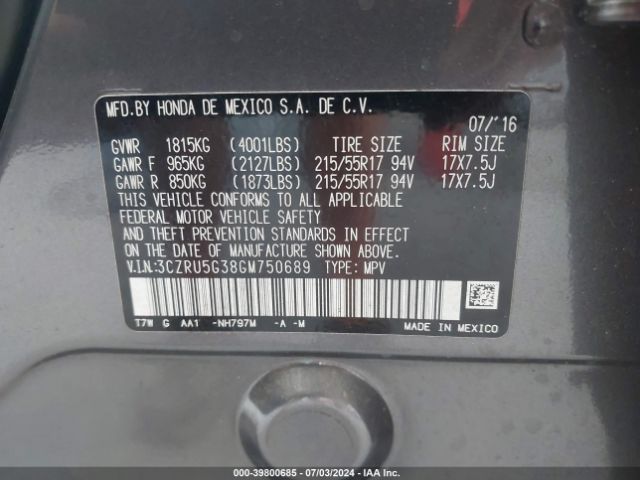 MFD.BY HONDA DE MEXICO S.A. DE C.V.
07/'16
GVWR 1815KG (4001LBS) TIRE SIZE RIM SIZE
GAWR F 965KG (2127LBS) 215/55R17 94V 17X7.5J
GAWR R 850KG (1873LBS) 215/55R17 94V 17X7.5J
THIS VEHICLE CONFORMS TO ALL APPLICABLE
FEDERAL MOTOR VEHICLE SAFETY
AND THEFT PREVENTION STANDARDS IN EFFECT
ON THE DATE OF MANUFACTURE SHOWN ABOVE.
V.I.N:3CZRU5G38GM750689 TYPE: MPV
T7W G AA1 -NH797M -A -M MADE IN MEXICO
000-39800685 | 07/03/2024 | IAA Inc.